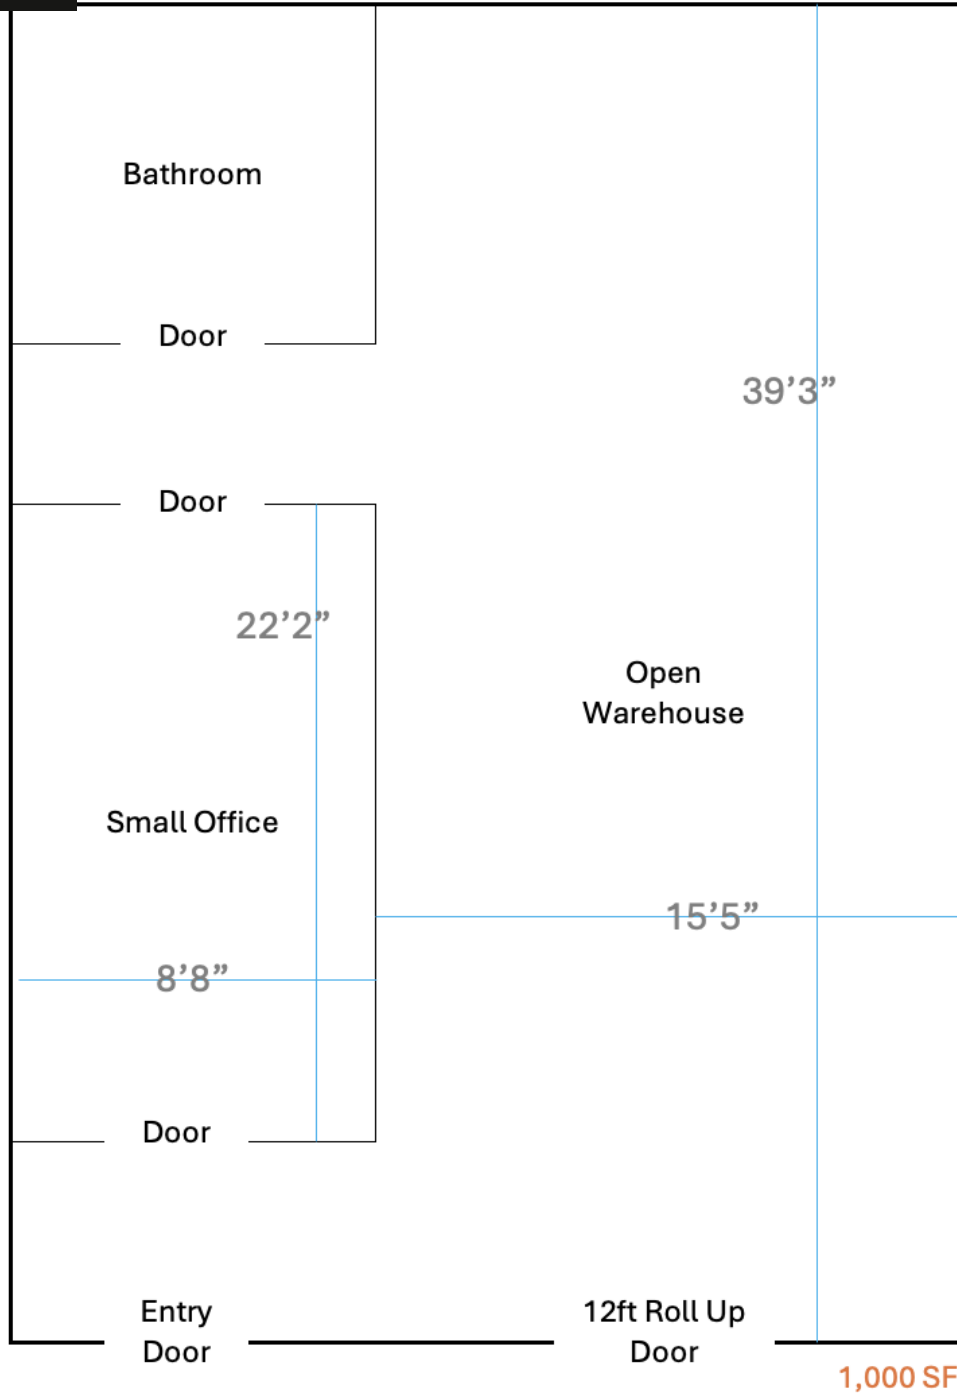 Bathroom
Door
39’3”
Door
22’2”
Open
Warehouse
Small Office
15’5”
8’8”
Door
Entry
Door
12ft Roll Up
Door
1,000 SF